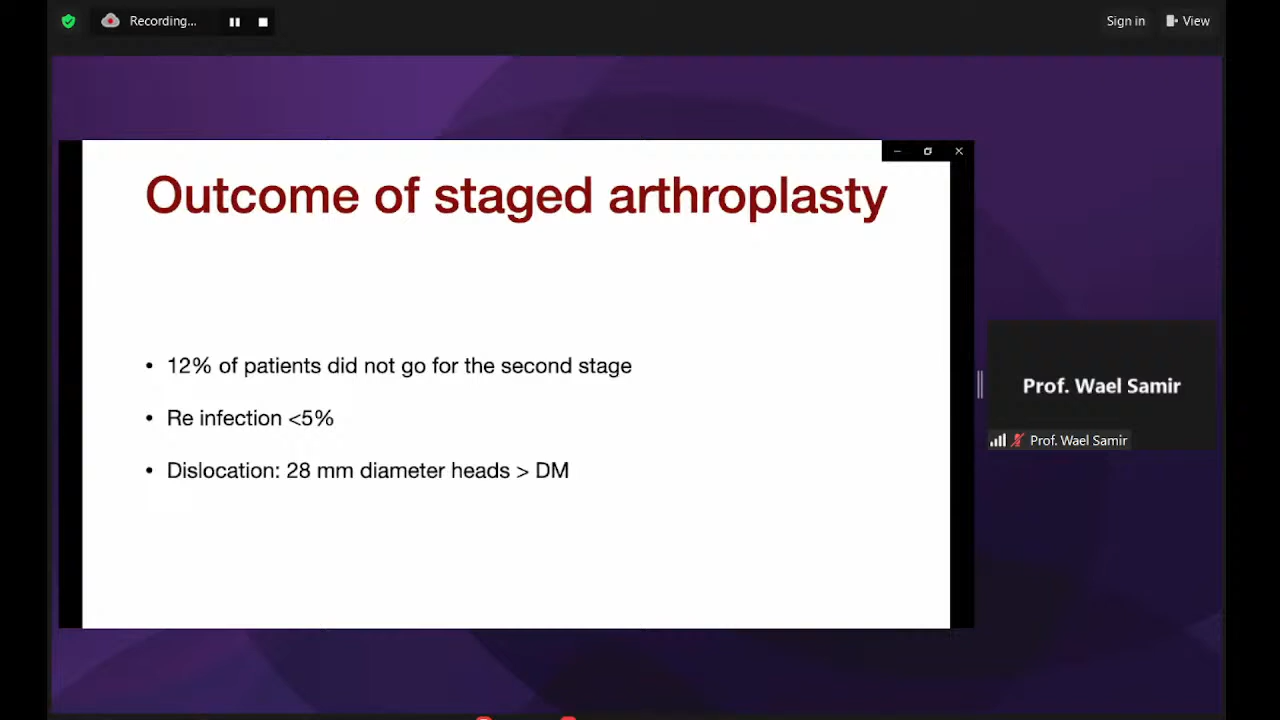 Recording...
Sign in
View
Outcome of staged arthroplasty
• 12% of patients did not go for the second stage
• Re infection <5%
• Dislocation: 28 mm diameter heads > DM
Prof. Wael Samir
Prof. Wael Samir